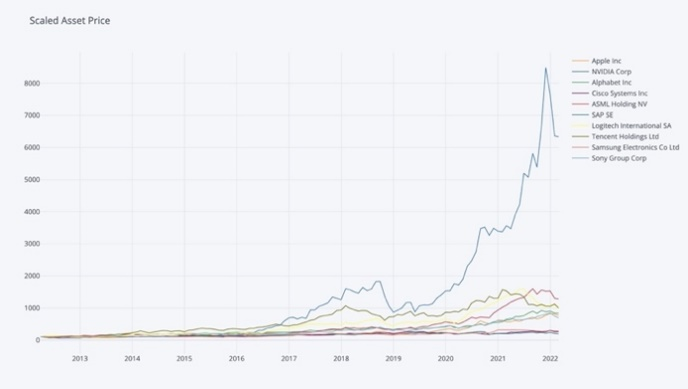 Scaled Asset Price
Apple Inc
NVIDIA Corp
Alphabet Inc
Cisco Systems Inc
ASML Holding NV
SAP SE
Logitech International SA
Tencent Holdings Ltd
Samsung Electronics Co Ltd
Sony Group Corp
8000
7000
6000
5000
4000
3000
2000
1000
0
2013 2014 2015 2016 2017 2018 2019 2020 2021 2022